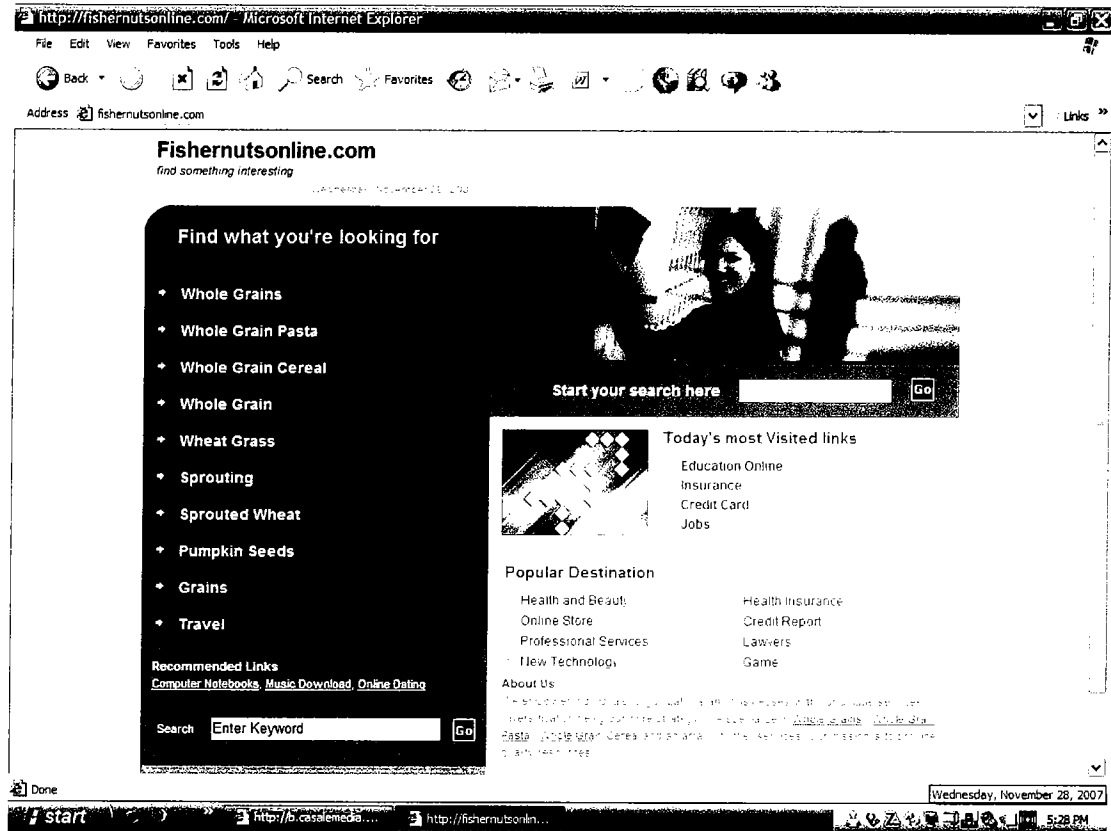 http://fishernutsonline.com/ - Microsoft Internet Explorer
File Edit View Favorites Tools Help
Back Search Favorites
Address fishernutsonline.com Links »
Fishernutsonline.com
find something interesting
Find what you're looking for
Whole Grains
Whole Grain Pasta
Whole Grain Cereal
Whole Grain
Wheat Grass
Sprouting
Sprouted Wheat
Pumpkin Seeds
Grains
Travel
Recommended Links
Computer Notebooks, Music Download, Online Dating
Search Enter Keyword Go
Start your search here Go
Today's most Visited links
Education Online
Insurance
Credit Card
Jobs
Popular Destination
Health and Beauty Health Insurance
Online Store Credit Report
Professional Services Lawyers
New Technology Game
About Us
Done
Wednesday, November 28, 2007
start » http://b.casalemedia.... http://fishernutsonlin... 5:28 PM